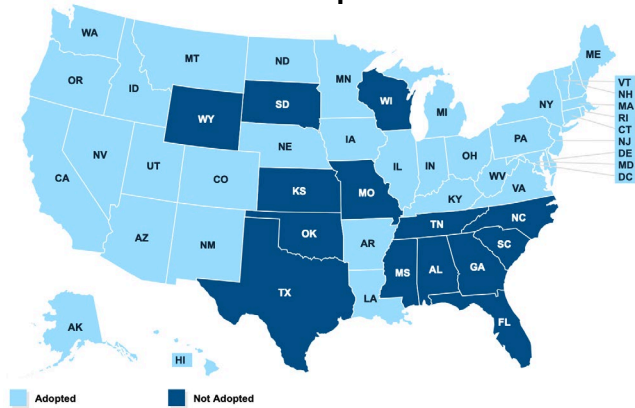 WA
MT
ND
MN
ME
OR
ID
SD
WI
VT
NH
WY
MI
NY
MA
RI
CT
NV
NE
IA
PA
NJ
DE
UT
IL
IN
OH
MD
DC
CA
CO
KS
MO
WV
VA
KY
AZ
NM
OK
AR
TN
NC
SC
TX
MS
AL
GA
LA
FL
AK
HI
Adopted
Not Adopted